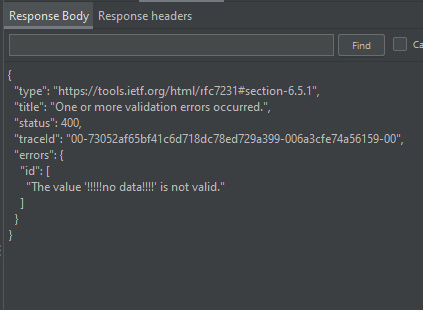 Response Body Response headers
Find Ca
{
"type": "https://tools.ietf.org/html/rfc7231#section-6.5.1",
"title": "One or more validation errors occurred.",
"status": 400,
"traceId": "00-73052af65bf41c6d718dc78ed729a399-006a3cfe74a56159-00",
"errors": {
"id": [
"The value '!!!!!no data!!!!' is not valid."
]
}
}